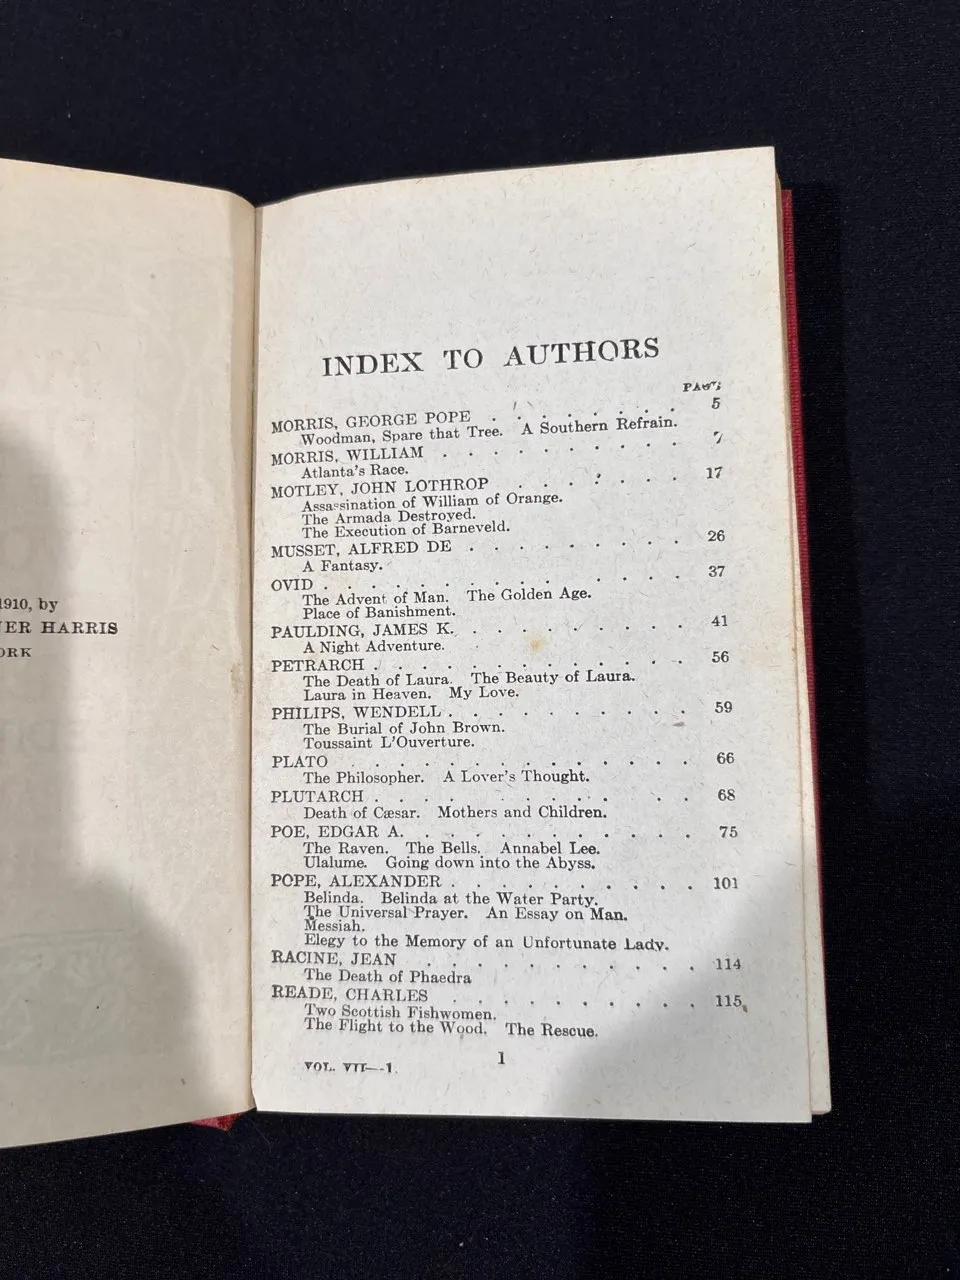 1910, by
NER HARRIS
ORK
INDEX TO AUTHORS
PAGE
MORRIS, GEORGE POPE . . . . . . . 5
Woodman, Spare that Tree. A Southern Refrain.
MORRIS, WILLIAM . . . . . . . . . 7
Atlanta's Race.
MOTLEY, JOHN LOTHROP . . . . . . 17
Assassination of William of Orange.
The Armada Destroyed.
The Execution of Barneveld.
MUSSET, ALFRED DE . . . . . . . . 26
A Fantasy.
OVID . . . . . . . . . . . . 37
The Advent of Man. The Golden Age.
Place of Banishment.
PAULDING, JAMES K. . . . . . . . . 41
A Night Adventure.
PETRARCH . . . . . . . . . . . 56
The Death of Laura. The Beauty of Laura.
Laura in Heaven. My Love.
PHILIPS, WENDELL . . . . . . . . . 59
The Burial of John Brown.
Toussaint L'Ouverture.
PLATO . . . . . . . . . . . . 66
The Philosopher. A Lover's Thought.
PLUTARCH . . . . . . . . . . 68
Death of Cæsar. Mothers and Children.
POE, EDGAR A. . . . . . . . . . . 75
The Raven. The Bells. Annabel Lee.
Ulalume. Going down into the Abyss.
POPE, ALEXANDER . . . . . . . . . . 101
Belinda. Belinda at the Water Party.
The Universal Prayer. An Essay on Man.
Messiah.
Elegy to the Memory of an Unfortunate Lady.
RACINE, JEAN . . . . . . . . . . 114
The Death of Phaedra
READE, CHARLES . . . . . . . . . 115
Two Scottish Fishwomen.
The Flight to the Wood. The Rescue.
VOL. VII—1
1